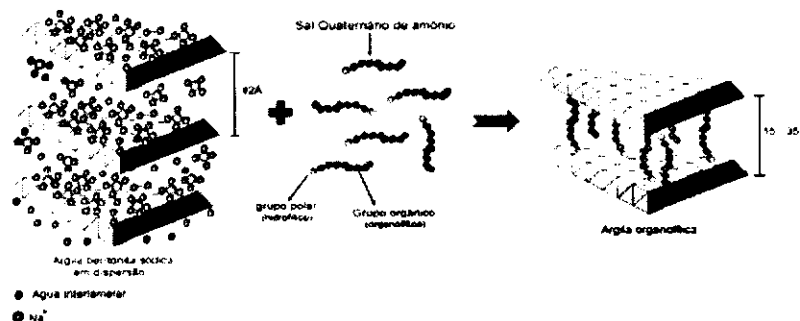 Sal Quaternário de amônio
grupo polar
(hidrofílico)
Grupo orgânico
(organofílico)
Argila bentonita sódica
em dispersão
Argila organofílica
Água interlamelar
Na⁺